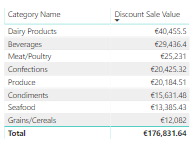 Category Name Discount Sale Value
Dairy Products €40,455.5
Beverages €29,436.4
Meat/Poultry €25,231
Confections €20,425.32
Produce €20,184.51
Condiments €15,631.48
Seafood €13,385.43
Grains/Cereals €12,082
Total €176,831.64